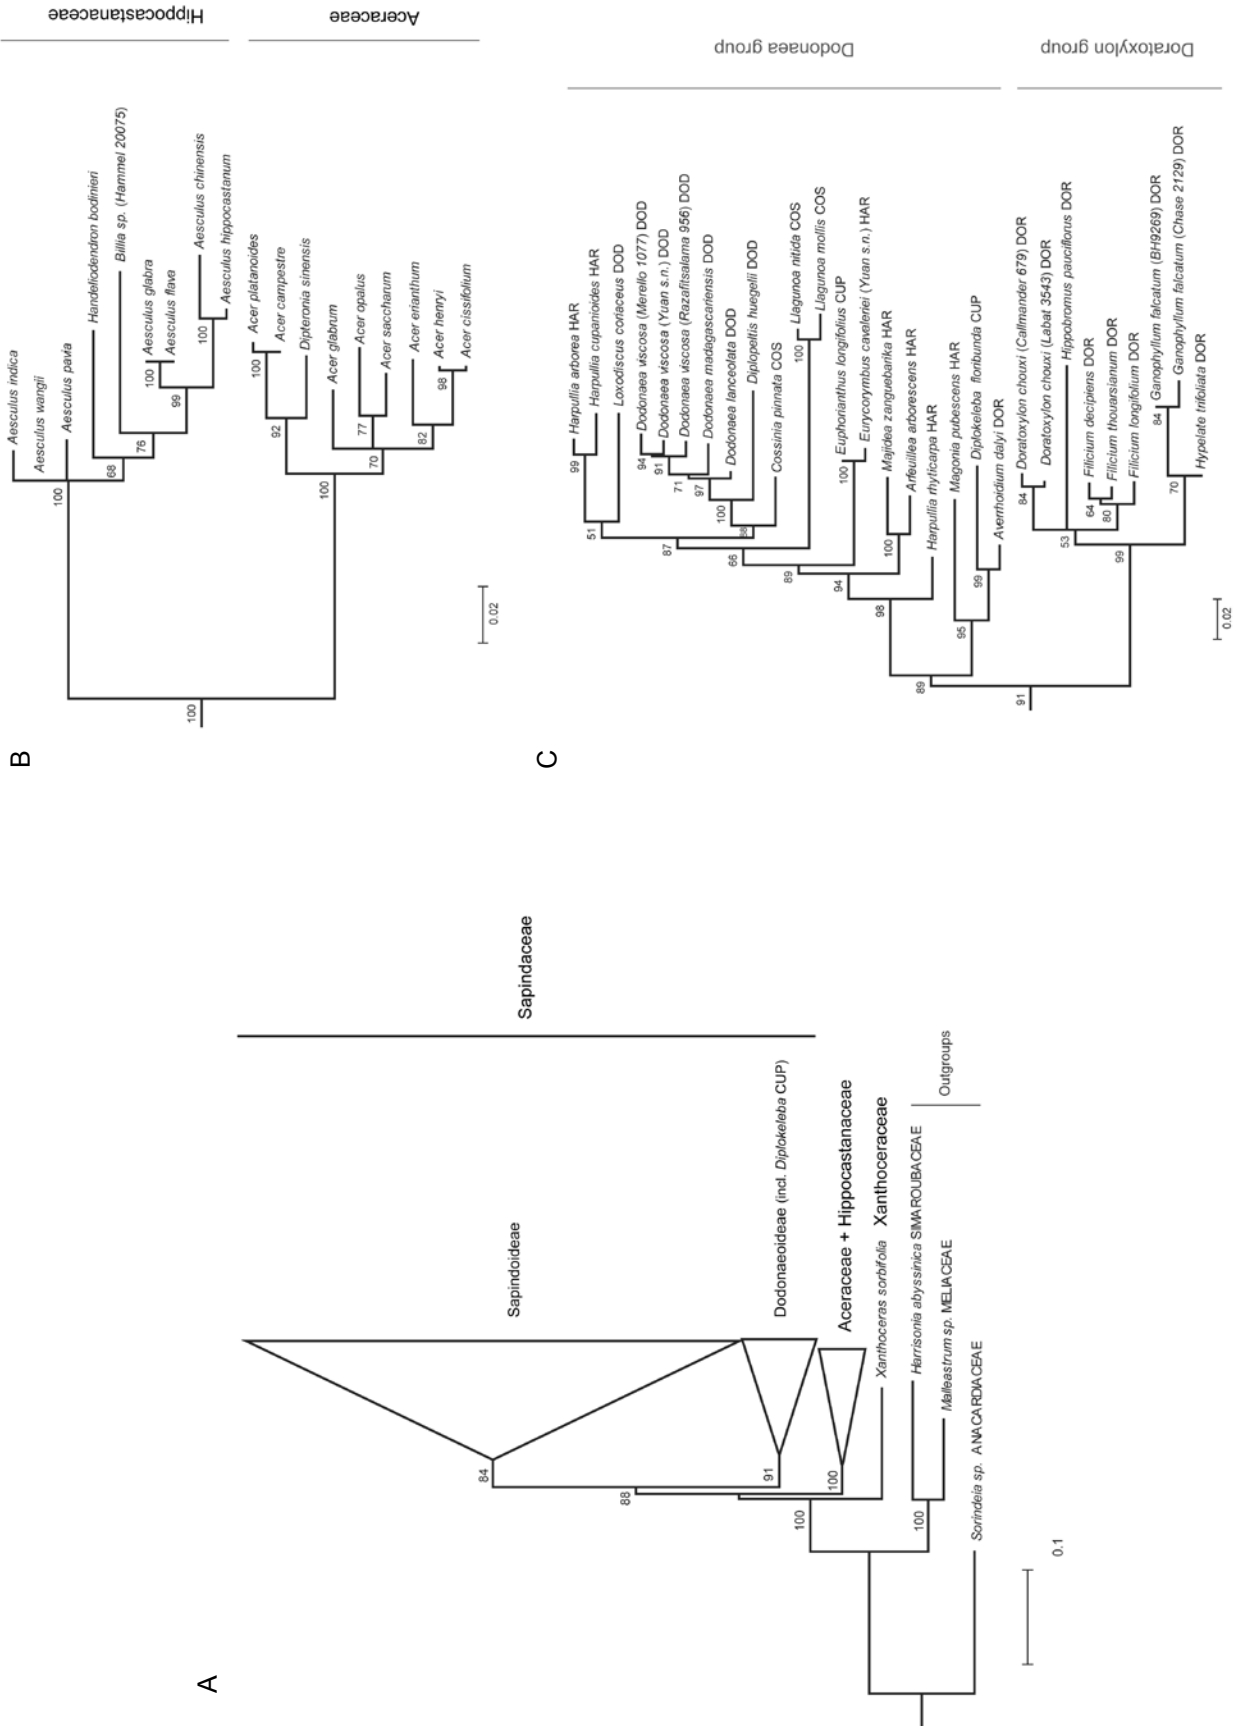 A
84
88
91
100
100
100
Sapindoideae
Sapindaceae
Dodonaeoideae (incl. Diplokeleba CUP)
Aceraceae + Hippocastanaceae
Xanthoceras sorbifolia Xanthoceraceae
Harrisonia abyssinica SIMAROUBACEAE
Malleastrum sp. MELIACEAE
Sorindeia sp. ANACARDIACEAE
Outgroups
0.1
B
100
100
68
76
100
99
100
Aesculus indica
Aesculus wangii
Aesculus pavia
Handeliodendron bodinieri
Billia sp. (Hammel 20075)
Aesculus glabra
Aesculus flava
Aesculus chinensis
Aesculus hippocastanum
Hippocastanaceae
100
92
100
77
70
82
98
Acer platanoides
Acer campestre
Dipteronia sinensis
Acer glabrum
Acer opalus
Acer saccharum
Acer erianthum
Acer henryi
Acer cissifolium
Aceraceae
0.02
C
99
51
94
91
71
97
100
88
87
66
100
89
100
94
100
98
95
99
89
91
Harpullia arborea HAR
Harpullia cupanioides HAR
Loxodiscus coriaceus DOD
Dodonaea viscosa (Merello 1077) DOD
Dodonaea viscosa (Yuan s.n.) DOD
Dodonaea viscosa (Razafitsalama 956) DOD
Dodonaea madagascariensis DOD
Dodonaea lanceolata DOD
Diplopeltis huegelii DOD
Cossinia pinnata COS
Llagunoa nitida COS
Llagunoa mollis COS
Euphorianthus longifolius CUP
Eurycorymbus cavaleriei (Yuan s.n.) HAR
Majidea zanguebarika HAR
Arfeuillea arborescens HAR
Harpullia rhyticarpa HAR
Magonia pubescens HAR
Diplokeleba floribunda CUP
Averrhoidium dalyi DOR
Dodonaea group
84
53
64
80
99
84
70
Doratoxylon chouxi (Callmander 679) DOR
Doratoxylon chouxi (Labat 3543) DOR
Hippobromus pauciflorus DOR
Filicium decipiens DOR
Filicium thouarsianum DOR
Filicium longifolium DOR
Ganophyllum falcatum (BH9269) DOR
Ganophyllum falcatum (Chase 2129) DOR
Hypelate trifoliata DOR
Doratoxylon group
0.02